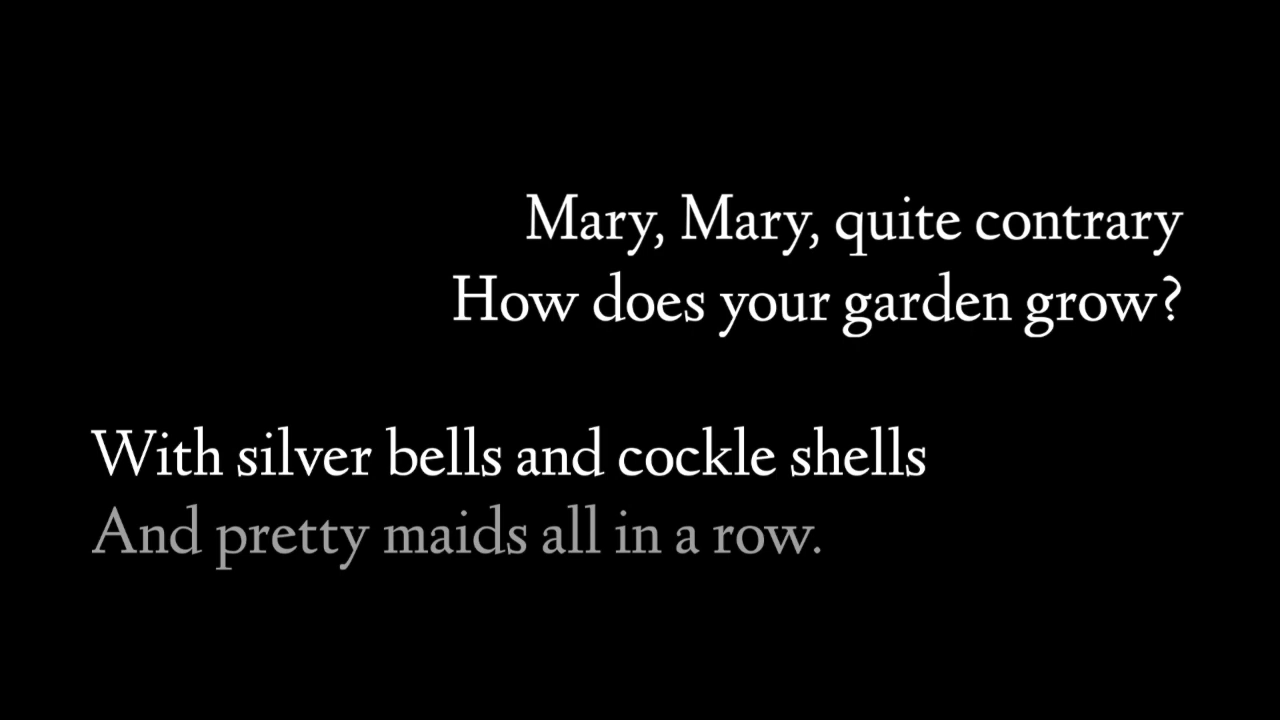 Mary, Mary, quite contrary
How does your garden grow?
With silver bells and cockle shells
And pretty maids all in a row.